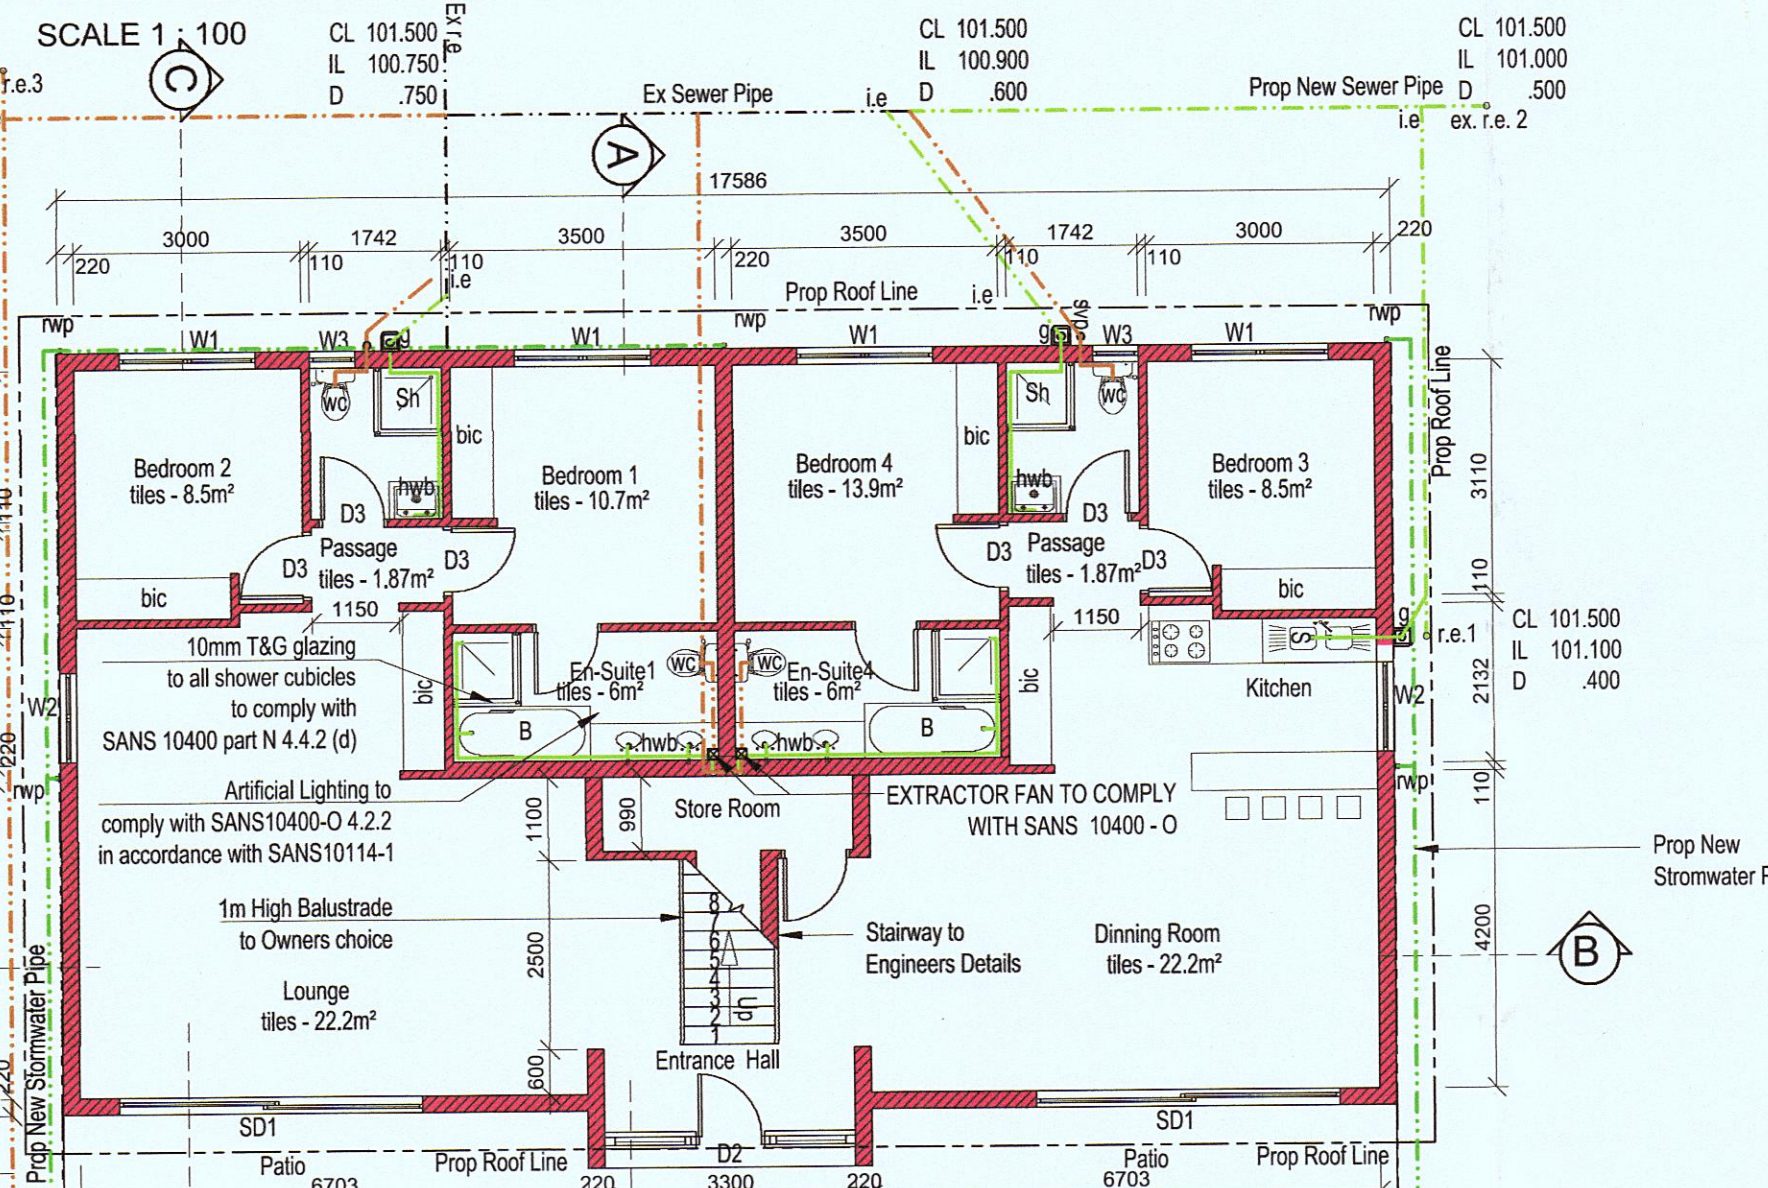 SCALE 1 : 100
CL 101.500
IL 100.750
D .750
Ex r.e
CL 101.500
IL 100.900
D .600
CL 101.500
IL 101.000
D .500
r.e.3
C
Ex Sewer Pipe
i.e
Prop New Sewer Pipe
i.e
ex. r.e. 2
A
17586
3000
1742
3500
3500
1742
3000
220
220
110
110
220
110
110
i.e
Prop Roof Line
i.e
rwp
W1
W3
g
W1
rwp
W1
g
svp
W3
W1
rwp
Prop Roof Line
wc
Sh
bic
bic
Sh
wc
Bedroom 2
tiles - 8.5m²
Bedroom 1
tiles - 10.7m²
Bedroom 4
tiles - 13.9m²
Bedroom 3
tiles - 8.5m²
hwb
hwb
3110
110
D3
D3
Passage
tiles - 1.87m²
D3
D3
D3
Passage
tiles - 1.87m²
D3
bic
bic
110
110
1150
1150
g
r.e.1
CL 101.500
IL 101.100
D .400
10mm T&G glazing
to all shower cubicles
to comply with
SANS 10400 part N 4.4.2 (d)
bic
En-Suite1
tiles - 6m²
wc
wc
En-Suite4
tiles - 6m²
bic
S
Kitchen
2132
W2
W2
B
hwb
hwb
B
220
rwp
rwp
110
Artificial Lighting to
comply with SANS10400-O 4.2.2
in accordance with SANS10114-1
1100
990
Store Room
EXTRACTOR FAN TO COMPLY
WITH SANS 10400 - O
Prop New
Stromwater P
1m High Balustrade
to Owners choice
8
7
6
5
4
3
2
1
Up
Stairway to
Engineers Details
Dinning Room
tiles - 22.2m²
4200
B
2500
Lounge
tiles - 22.2m²
Entrance Hall
600
220
Prop New Stormwater Pipe
SD1
SD1
D2
Patio
Prop Roof Line
Patio
Prop Roof Line
6703
220
3300
220
6703